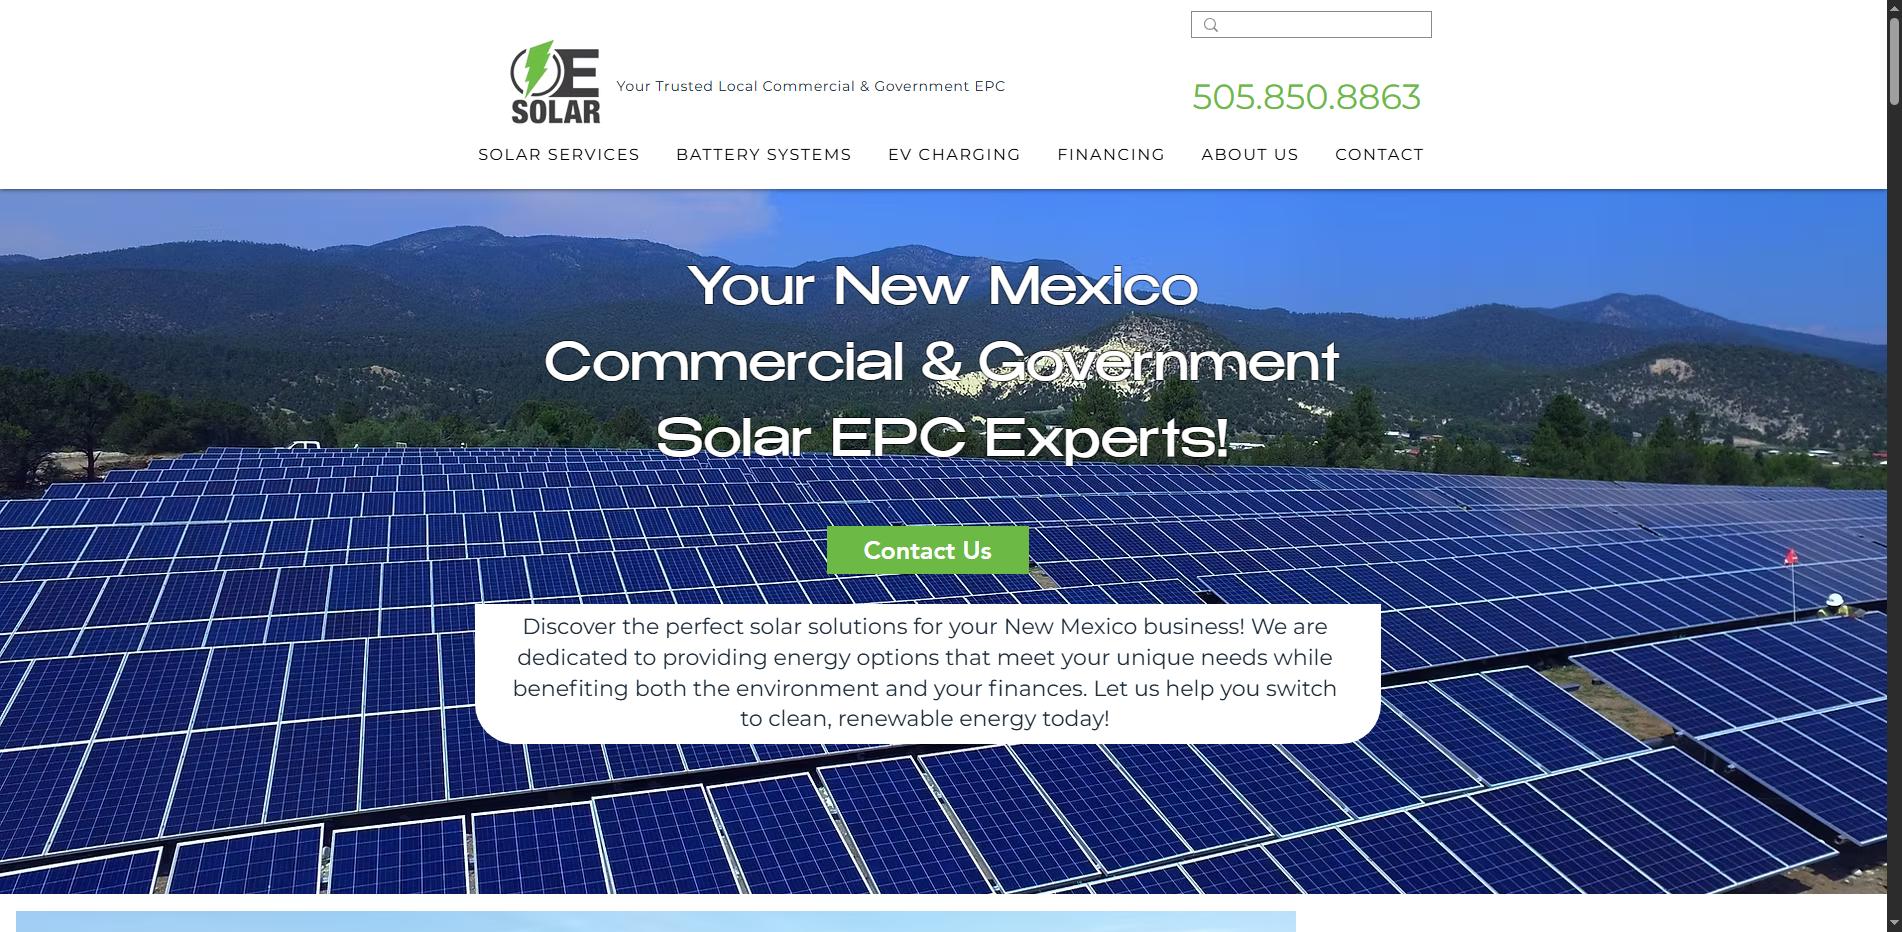 OE
SOLAR
Your Trusted Local Commercial & Government EPC
505.850.8863
SOLAR SERVICES
BATTERY SYSTEMS
EV CHARGING
FINANCING
ABOUT US
CONTACT
Your New Mexico
Commercial & Government
Solar EPC Experts!
Contact Us
Discover the perfect solar solutions for your New Mexico business! We are
dedicated to providing energy options that meet your unique needs while
benefiting both the environment and your finances. Let us help you switch
to clean, renewable energy today!